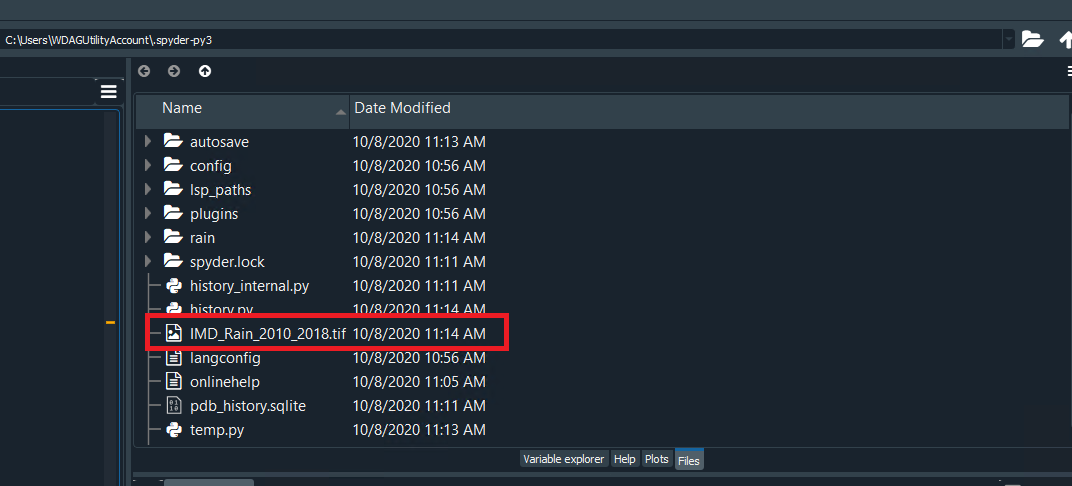 C:\Users\WDAGUtilityAccount\.spyder-py3
Name Date Modified
autosave 10/8/2020 11:13 AM
config 10/8/2020 10:56 AM
lsp_paths 10/8/2020 10:56 AM
plugins 10/8/2020 10:56 AM
rain 10/8/2020 11:14 AM
spyder.lock 10/8/2020 11:11 AM
history_internal.py 10/8/2020 11:11 AM
history.py 10/8/2020 11:14 AM
IMD_Rain_2010_2018.tif 10/8/2020 11:14 AM
langconfig 10/8/2020 10:56 AM
onlinehelp 10/8/2020 11:05 AM
pdb_history.sqlite 10/8/2020 11:11 AM
temp.py 10/8/2020 11:13 AM
Variable explorer Help Plots Files